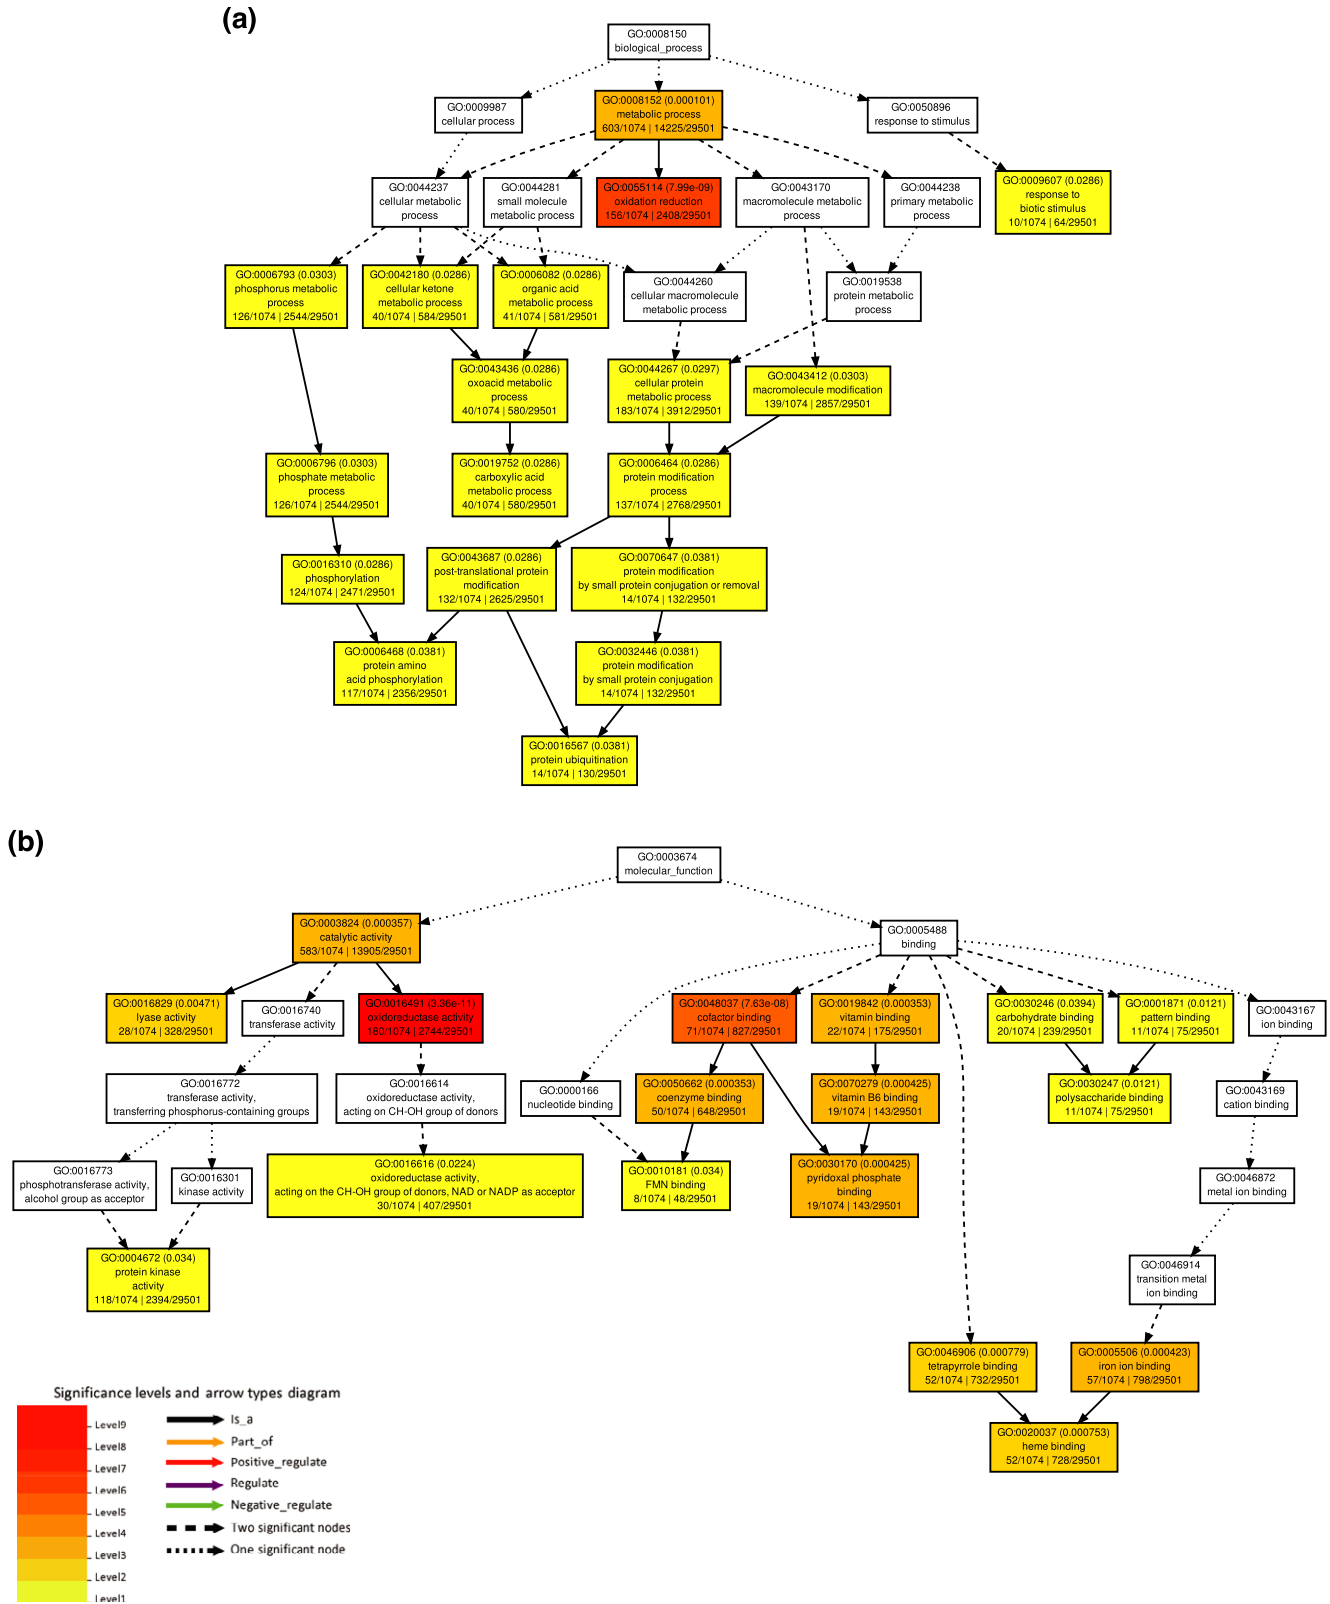 (a)
GO:0008150
biological_process
GO:0009987
cellular process
GO:0008152 (0.000101)
metabolic process
603/1074 | 14225/29501
GO:0050896
response to stimulus
GO:0044237
cellular metabolic
process
GO:0044281
small molecule
metabolic process
GO:0055114 (7.99e-09)
oxidation reduction
156/1074 | 2408/29501
GO:0043170
macromolecule metabolic
process
GO:0044238
primary metabolic
process
GO:0009607 (0.0286)
response to
biotic stimulus
10/1074 | 64/29501
GO:0006793 (0.0303)
phosphorus metabolic
process
126/1074 | 2544/29501
GO:0042180 (0.0286)
cellular ketone
metabolic process
40/1074 | 584/29501
GO:0006082 (0.0286)
organic acid
metabolic process
41/1074 | 581/29501
GO:0044260
cellular macromolecule
metabolic process
GO:0019538
protein metabolic
process
GO:0043436 (0.0286)
oxoacid metabolic
process
40/1074 | 580/29501
GO:0044267 (0.0297)
cellular protein
metabolic process
183/1074 | 3912/29501
GO:0043412 (0.0303)
macromolecule modification
139/1074 | 2857/29501
GO:0006796 (0.0303)
phosphate metabolic
process
126/1074 | 2544/29501
GO:0019752 (0.0286)
carboxylic acid
metabolic process
40/1074 | 580/29501
GO:0006464 (0.0286)
protein modification
process
137/1074 | 2768/29501
GO:0016310 (0.0286)
phosphorylation
124/1074 | 2471/29501
GO:0043687 (0.0286)
post-translational protein
modification
132/1074 | 2625/29501
GO:0070647 (0.0381)
protein modification
by small protein conjugation or removal
14/1074 | 132/29501
GO:0006468 (0.0381)
protein amino
acid phosphorylation
117/1074 | 2356/29501
GO:0032446 (0.0381)
protein modification
by small protein conjugation
14/1074 | 132/29501
GO:0016567 (0.0381)
protein ubiquitination
14/1074 | 130/29501
(b)
GO:0003674
molecular_function
GO:0003824 (0.000357)
catalytic activity
583/1074 | 13905/29501
GO:0005488
binding
GO:0016829 (0.00471)
lyase activity
28/1074 | 328/29501
GO:0016740
transferase activity
GO:0016491 (3.36e-11)
oxidoreductase activity
180/1074 | 2744/29501
GO:0048037 (7.63e-08)
cofactor binding
71/1074 | 827/29501
GO:0019842 (0.000353)
vitamin binding
22/1074 | 175/29501
GO:0030246 (0.0394)
carbohydrate binding
20/1074 | 239/29501
GO:0001871 (0.0121)
pattern binding
11/1074 | 75/29501
GO:0043167
ion binding
GO:0016772
transferase activity,
transferring phosphorus-containing groups
GO:0016614
oxidoreductase activity,
acting on CH-OH group of donors
GO:0000166
nucleotide binding
GO:0050662 (0.000353)
coenzyme binding
50/1074 | 648/29501
GO:0070279 (0.000425)
vitamin B6 binding
19/1074 | 143/29501
GO:0030247 (0.0121)
polysaccharide binding
11/1074 | 75/29501
GO:0043169
cation binding
GO:0016773
phosphotransferase activity,
alcohol group as acceptor
GO:0016301
kinase activity
GO:0016616 (0.0224)
oxidoreductase activity,
acting on the CH-OH group of donors, NAD or NADP as acceptor
30/1074 | 407/29501
GO:0010181 (0.034)
FMN binding
8/1074 | 48/29501
GO:0030170 (0.000425)
pyridoxal phosphate
binding
19/1074 | 143/29501
GO:0046872
metal ion binding
GO:0004672 (0.034)
protein kinase
activity
118/1074 | 2394/29501
GO:0046914
transition metal
ion binding
GO:0046906 (0.000779)
tetrapyrrole binding
52/1074 | 732/29501
GO:0005506 (0.000423)
iron ion binding
57/1074 | 798/29501
GO:0020037 (0.000753)
heme binding
52/1074 | 728/29501
Significance levels and arrow types diagram
Level9
Level8
Level7
Level6
Level5
Level4
Level3
Level2
Level1
Is_a
Part_of
Positive_regulate
Regulate
Negative_regulate
Two significant nodes
One significant node